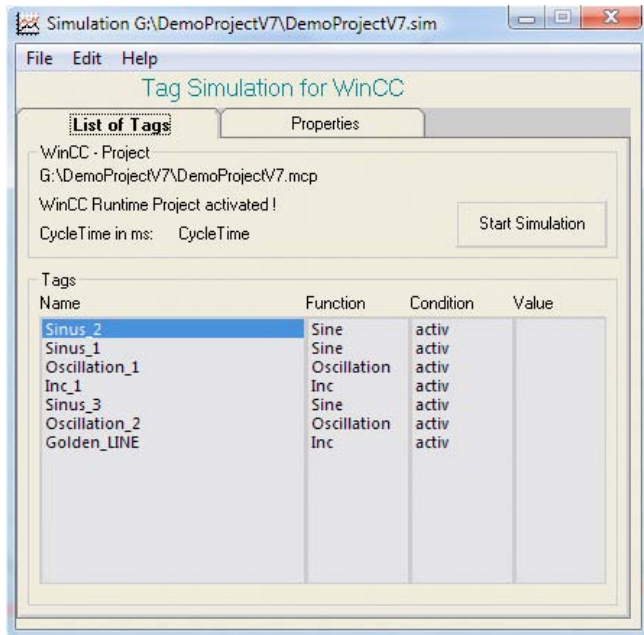 Simulation G:\DemoProjectV7\DemoProjectV7.sim
File Edit Help
Tag Simulation for WinCC
List of Tags Properties
WinCC - Project
G:\DemoProjectV7\DemoProjectV7.mcp
WinCC Runtime Project activated !
Start Simulation
CycleTime in ms: CycleTime
Tags
Name Function Condition Value
Sinus_2 Sine activ
Sinus_1 Sine activ
Oscillation_1 Oscillation activ
Inc_1 Inc activ
Sinus_3 Sine activ
Oscillation_2 Oscillation activ
Golden_LINE Inc activ